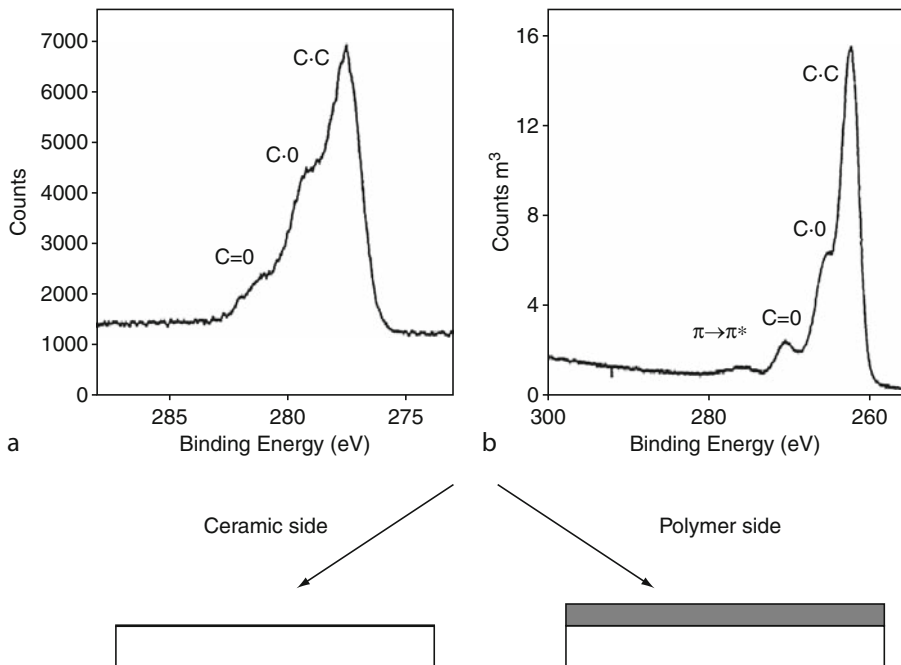 7000
6000
5000
4000
3000
2000
1000
0
Counts
C·C
C·0
C=0
285
280
275
Binding Energy (eV)
a
16
12
8
4
0
Counts m³
C·C
C·0
C=0
π→π*
300
280
260
Binding Energy (eV)
b
Ceramic side
Polymer side